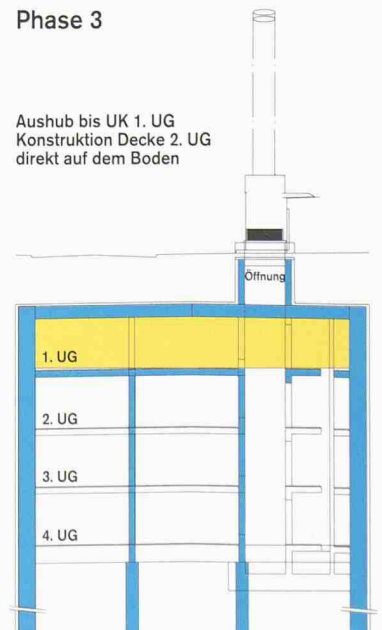 Phase 3
Aushub bis UK 1. UG
Konstruktion Decke 2. UG
direkt auf dem Boden
Öffnung
1. UG
2. UG
3. UG
4. UG